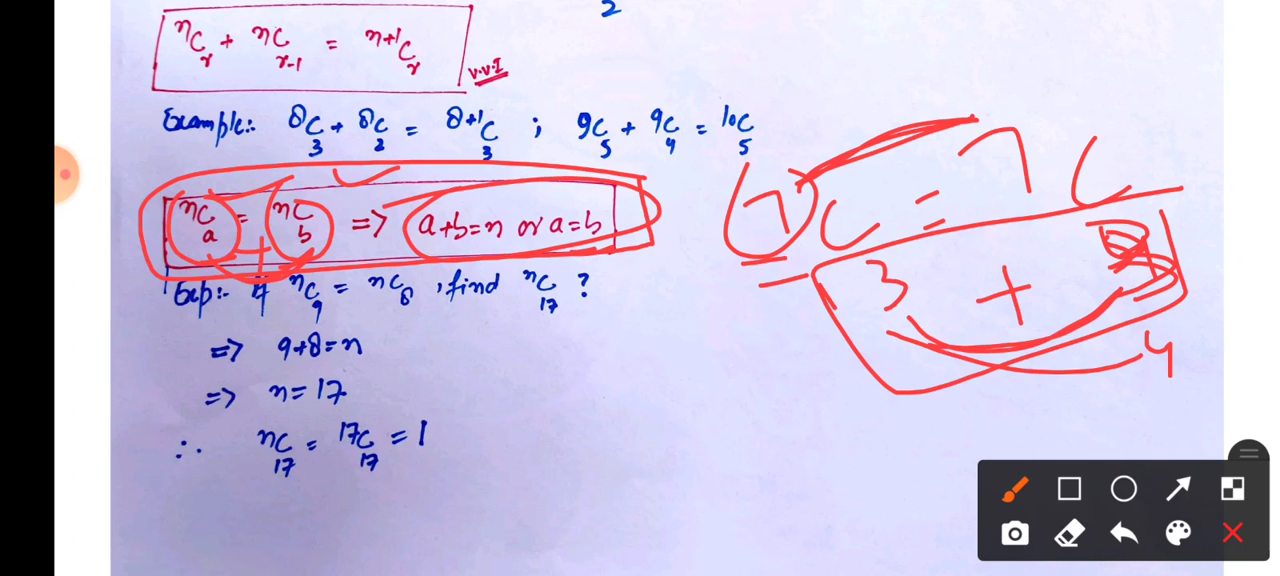 2
nCr + nCr-1 = n+1Cr
V.V.I
Example:- 8C3 + 8C2 = 8+1C3 ; 9C5 + 9C4 = 10C5
nCa = nCb => a+b=n or a=b
Exp:- If nC9 = nC8 , find nC17 ?
=> 9+8=n
=> n=17
∴ nC17 = 17C17 = 1
7C = 7C
3 + 4